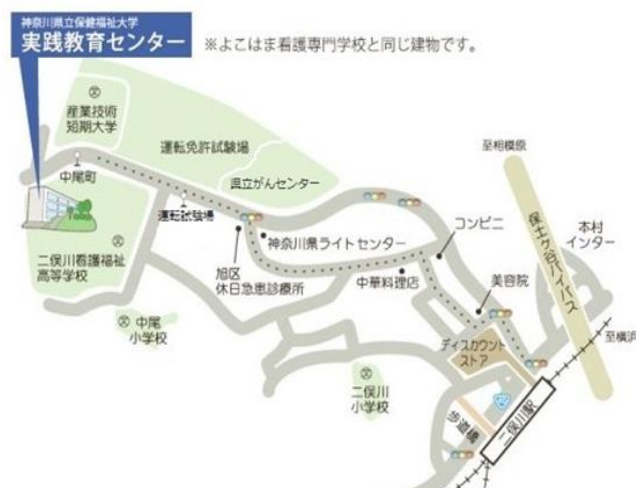 神奈川県立保健福祉大学
実践教育センター
※よこはま看護専門学校と同じ建物です。
産業技術
短期大学
運転免許試験場
至相模原
中尾町
県立がんセンター
運転試験場
コンビニ
保土ヶ谷バイパス
本村
インター
神奈川県ライトセンター
二俣川看護福祉
高等学校
旭区
休日急患診療所
中華料理店
美容院
中尾
小学校
ディスカウント
ストア
至横浜
二俣川
小学校
歩道橋
二俣川駅